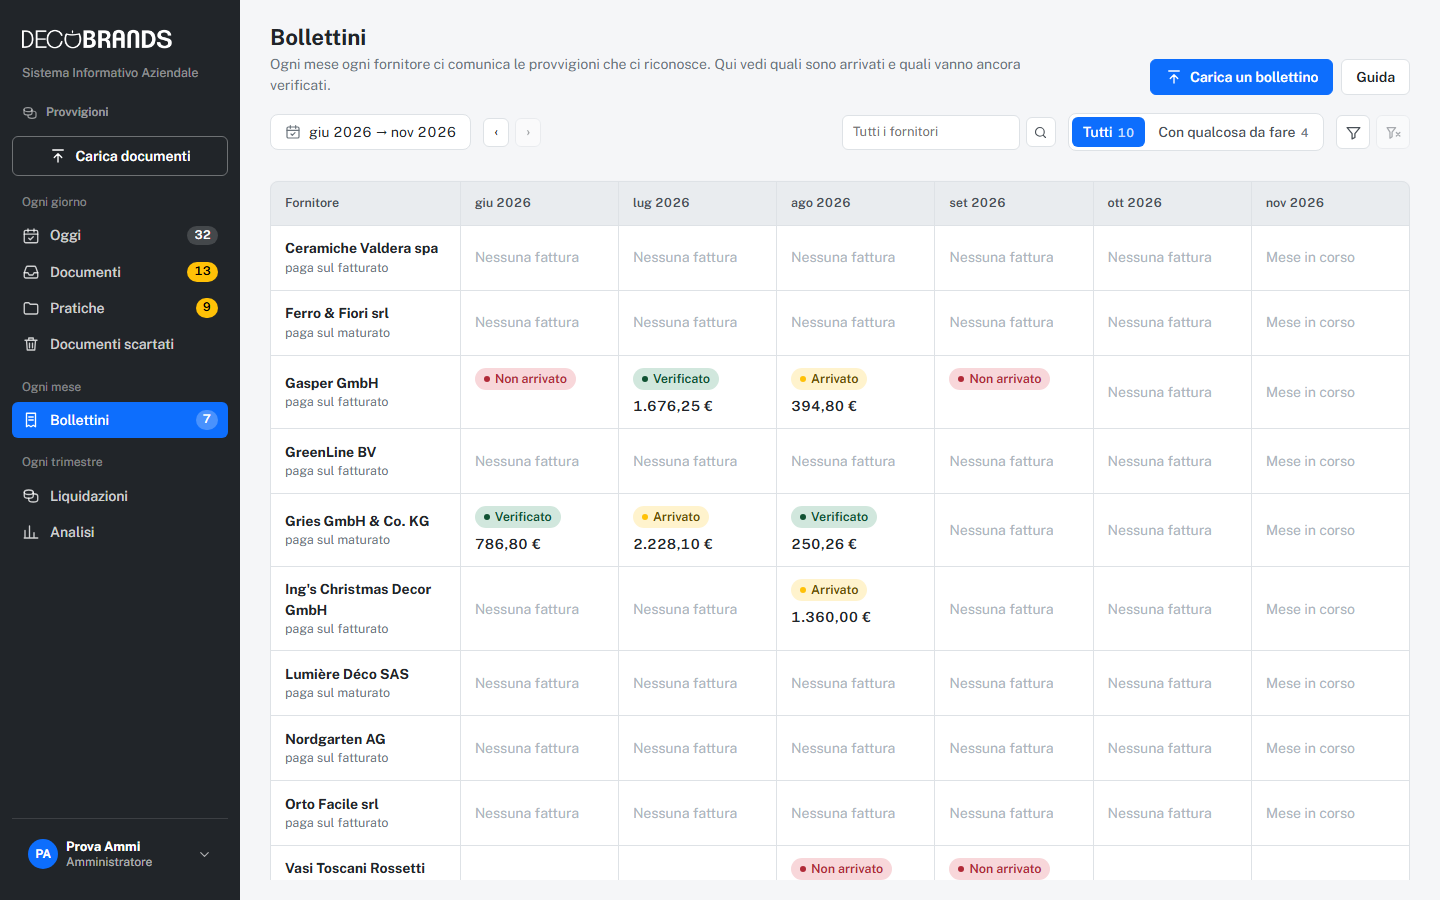 DECOBRANDS
Sistema Informativo Aziendale
Provvigioni
Carica documenti
Ogni giorno
Oggi 32
Documenti 13
Pratiche 9
Documenti scartati
Ogni mese
Bollettini 7
Ogni trimestre
Liquidazioni
Analisi
PA
Prova Ammi
Amministratore
Bollettini
Ogni mese ogni fornitore ci comunica le provvigioni che ci riconosce. Qui vedi quali sono arrivati e quali vanno ancora
verificati.
Carica un bollettino
Guida
giu 2026 → nov 2026
‹ ›
Tutti i fornitori
Tutti 10
Con qualcosa da fare 4
Fornitore giu 2026 lug 2026 ago 2026 set 2026 ott 2026 nov 2026
Ceramiche Valdera spa
paga sul fatturato
Nessuna fattura Nessuna fattura Nessuna fattura Nessuna fattura Nessuna fattura Mese in corso
Ferro & Fiori srl
paga sul maturato
Nessuna fattura Nessuna fattura Nessuna fattura Nessuna fattura Nessuna fattura Mese in corso
Gasper GmbH
paga sul fatturato
Non arrivato
Verificato
1.676,25 €
Arrivato
394,80 €
Non arrivato
Nessuna fattura Mese in corso
GreenLine BV
paga sul fatturato
Nessuna fattura Nessuna fattura Nessuna fattura Nessuna fattura Nessuna fattura Mese in corso
Gries GmbH & Co. KG
paga sul maturato
Verificato
786,80 €
Arrivato
2.228,10 €
Verificato
250,26 €
Nessuna fattura Nessuna fattura Mese in corso
Ing's Christmas Decor
GmbH
paga sul fatturato
Nessuna fattura Nessuna fattura
Arrivato
1.360,00 €
Nessuna fattura Nessuna fattura Mese in corso
Lumière Déco SAS
paga sul maturato
Nessuna fattura Nessuna fattura Nessuna fattura Nessuna fattura Nessuna fattura Mese in corso
Nordgarten AG
paga sul fatturato
Nessuna fattura Nessuna fattura Nessuna fattura Nessuna fattura Nessuna fattura Mese in corso
Orto Facile srl
paga sul fatturato
Nessuna fattura Nessuna fattura Nessuna fattura Nessuna fattura Nessuna fattura Mese in corso
Vasi Toscani Rossetti
Non arrivato Non arrivato